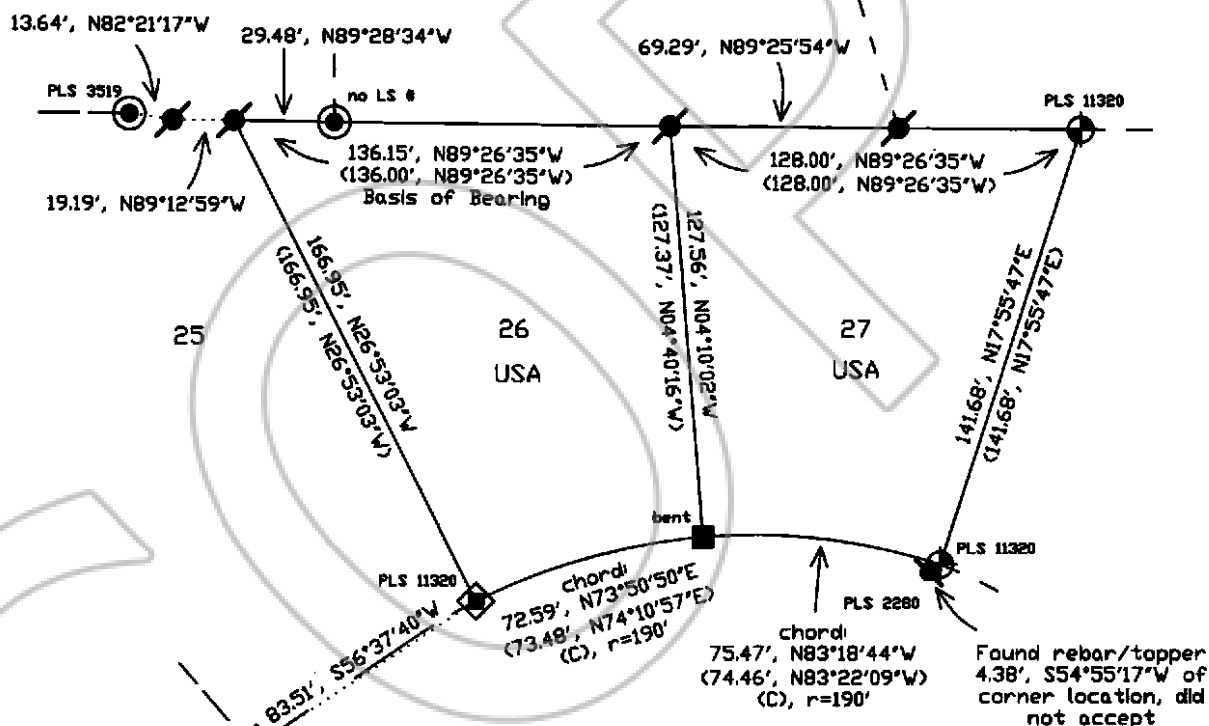 13.64', N82°21'17"W
29.48', N89°28'34"W
69.29', N89°25'54"W
PLS 3519
no LS #
PLS 11320
136.15', N89°26'35"W
(136.00', N89°26'35"W)
Basis of Bearing
128.00', N89°26'35"W
(128.00', N89°26'35"W)
19.19', N89°12'59"W
166.95', N26°53'03"W
(166.95', N26°53'03"W)
127.56', N04°10'02"W
(127.37', N04°40'16"W)
141.68', N17°55'47"E
(141.68', N17°55'47"E)
25
26
USA
27
USA
bent
PLS 11320
PLS 11320
chord:
72.59', N73°50'50"E
(73.48', N74°10'57"E)
(C), r=190'
PLS 2280
chord:
75.47', N83°18'44"W
(74.46', N83°22'09"W)
(C), r=190'
Found rebar/tapper
4.38', S54°55'17"W of
corner location, did
not accept
83.51', S56°37'40"W